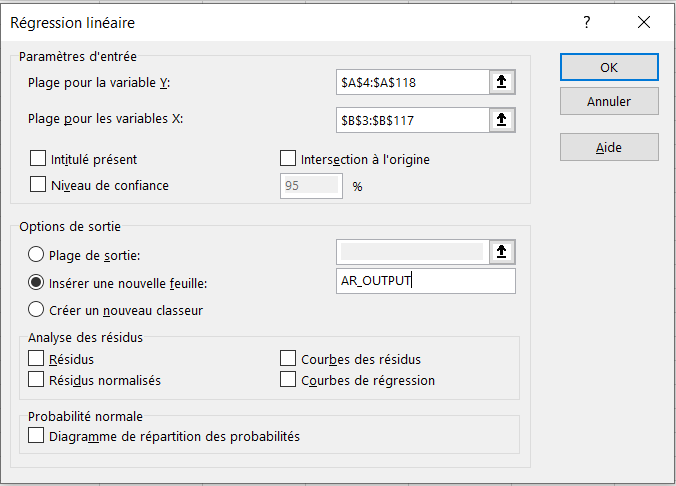 Régression linéaire
?
Paramètres d'entrée
Plage pour la variable Y:
$A$4:$A$118
Plage pour les variables X:
$B$3:$B$117
Intitulé présent
Intersection à l'origine
Niveau de confiance
95 %
OK
Annuler
Aide
Options de sortie
Plage de sortie:
Insérer une nouvelle feuille:
AR_OUTPUT
Créer un nouveau classeur
Analyse des résidus
Résidus
Courbes des résidus
Résidus normalisés
Courbes de régression
Probabilité normale
Diagramme de répartition des probabilités